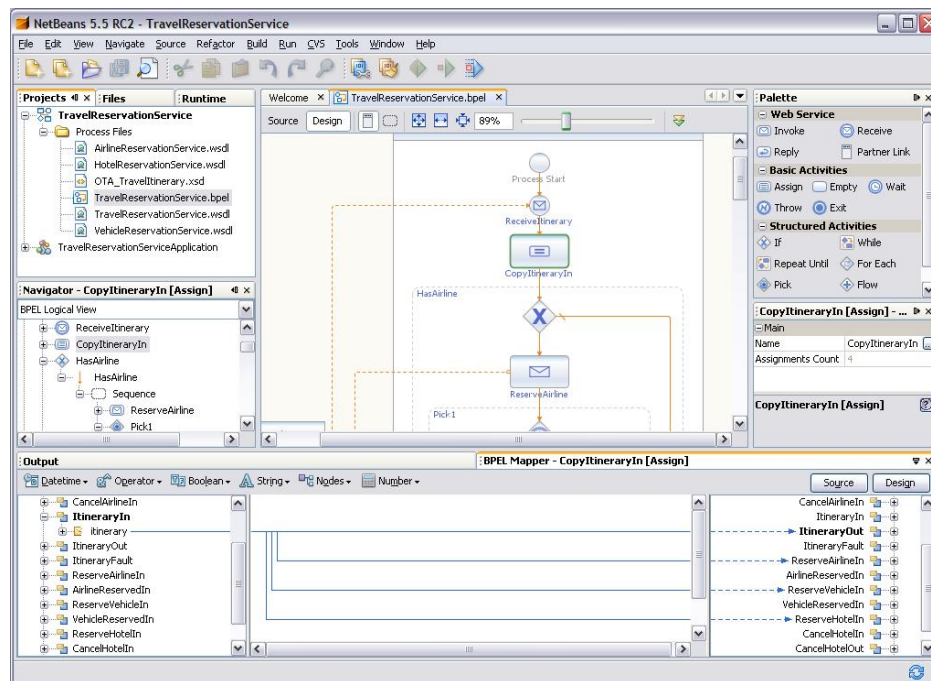 NetBeans 5.5 RC2 - TravelReservationService
File Edit View Navigate Source Refactor Build Run CVS Tools Window Help
Projects Files Runtime
TravelReservationService
Process Files
AirlineReservationService.wsdl
HotelReservationService.wsdl
OTA_TravelItinerary.xsd
TravelReservationService.bpel
TravelReservationService.wsdl
VehicleReservationService.wsdl
TravelReservationServiceApplication
Navigator - CopyItineraryIn [Assign]
BPEL Logical View
ReceiveItinerary
CopyItineraryIn
HasAirline
HasAirline
Sequence
ReserveAirline
Pick1
Welcome TravelReservationService.bpel
Source Design 89%
Process Start
ReceiveItinerary
CopyItineraryIn
HasAirline
ReserveAirline
Pick1
Palette
Web Service
Invoke Receive
Reply Partner Link
Basic Activities
Assign Empty Wait
Throw Exit
Structured Activities
If While
Repeat Until For Each
Pick Flow
CopyItineraryIn [Assign] - ...
Main
Name CopyItineraryIn ...
Assignments Count 4
CopyItineraryIn [Assign]
Output
BPEL Mapper - CopyItineraryIn [Assign]
Datetime Operator Boolean String Nodes Number
Source Design
CancelAirlineIn
ItineraryIn
itinerary
ItineraryOut
ItineraryFault
ReserveAirlineIn
AirlineReservedIn
ReserveVehicleIn
VehicleReservedIn
ReserveHotelIn
CancelHotelIn
CancelAirlineIn
ItineraryIn
ItineraryOut
ItineraryFault
ReserveAirlineIn
AirlineReservedIn
ReserveVehicleIn
VehicleReservedIn
ReserveHotelIn
CancelHotelIn
CancelHotelOut